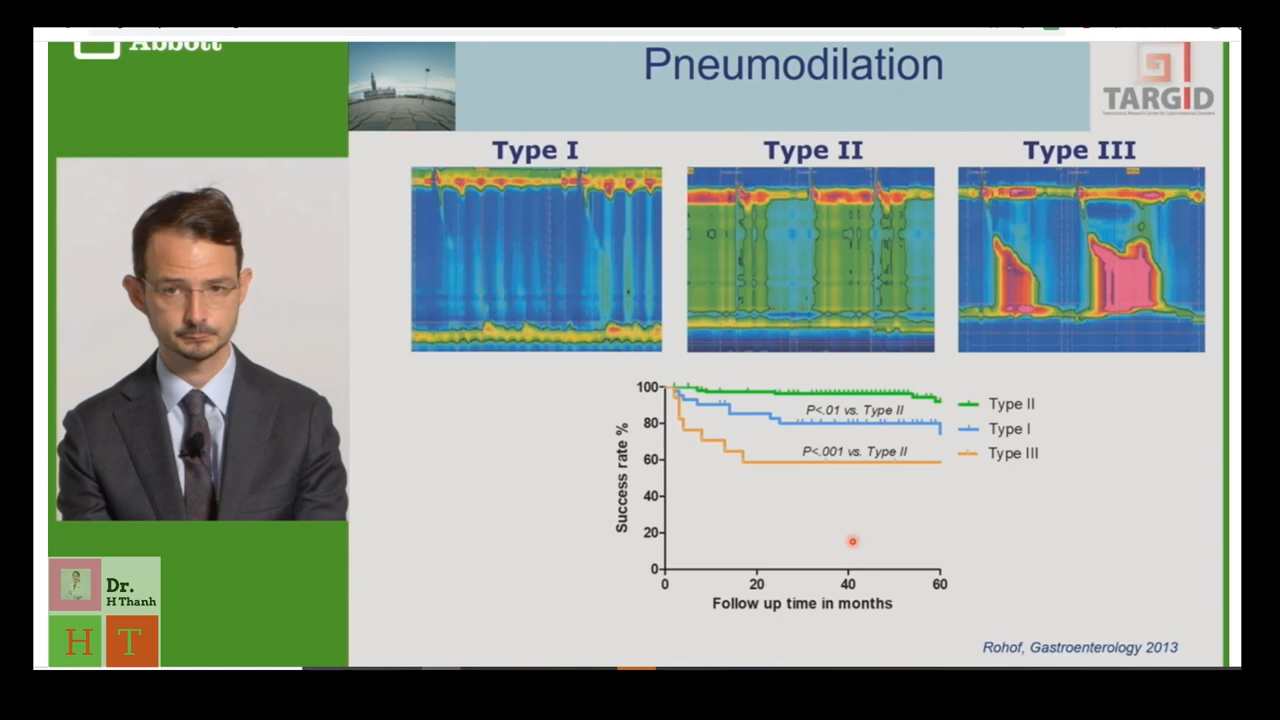 Abbott
Pneumodilation
TARGID
Type I
Type II
Type III
100
80
60
40
20
0
Success rate %
P<.01 vs. Type II
P<.001 vs. Type II
Type II
Type I
Type III
0 20 40 60
Follow up time in months
Rohof, Gastroenterology 2013
Dr.
H Thanh
H T